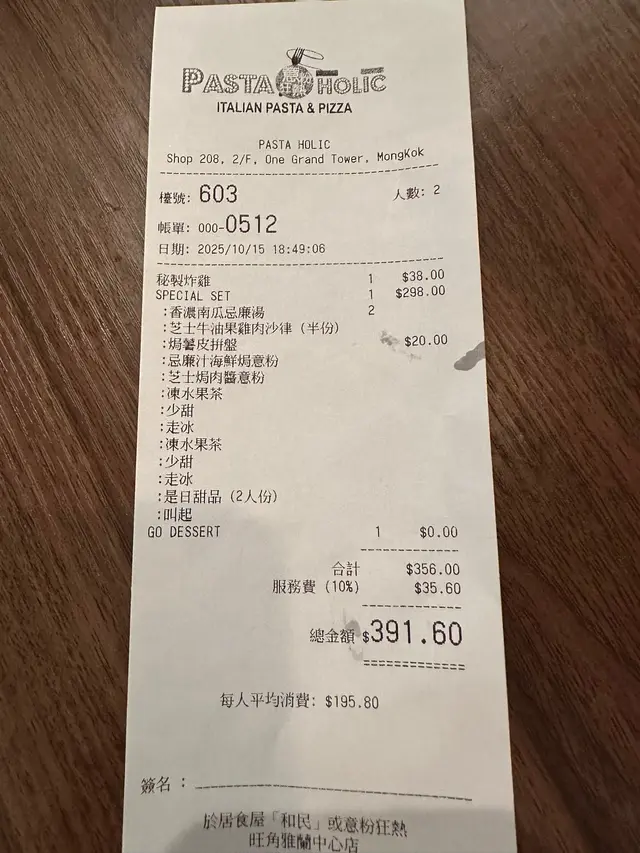 PASTA HOLIC
ITALIAN PASTA & PIZZA
PASTA HOLIC
Shop 208, 2/F, One Grand Tower, MongKok
檯號: 603 人數: 2
帳單: 000-0512
日期: 2025/10/15 18:49:06
秘製炸雞 1 $38.00
SPECIAL SET 1 $298.00
:香濃南瓜忌廉湯 2
:芝士牛油果雞肉沙律 (半份)
:焗薯皮拼盤 $20.00
:忌廉汁海鮮焗意粉
:芝士焗肉醬意粉
:凍水果茶
:少甜
:走冰
:凍水果茶
:少甜
:走冰
:是日甜品 (2人份)
:叫起
GO DESSERT 1 $0.00
合計 $356.00
服務費 (10%) $35.60
總金額 $391.60
每人平均消費: $195.80
簽名 :
於居食屋「和民」或意粉狂熱
旺角雅蘭中心店